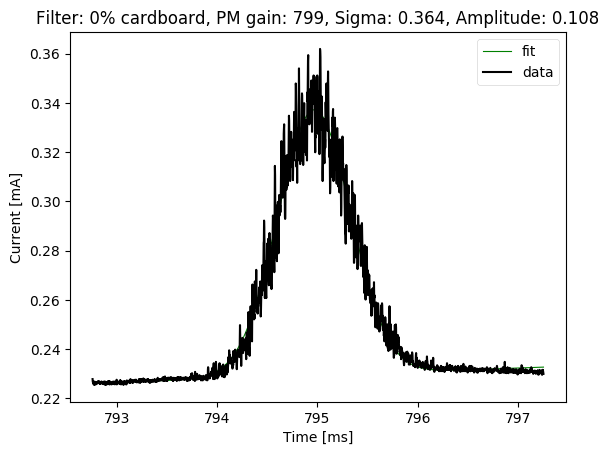 Filter: 0% cardboard, PM gain: 799, Sigma: 0.364, Amplitude: 0.108
fit
data
0.36
0.34
0.32
0.30
0.28
0.26
0.24
0.22
Current [mA]
793
794
795
796
797
Time [ms]